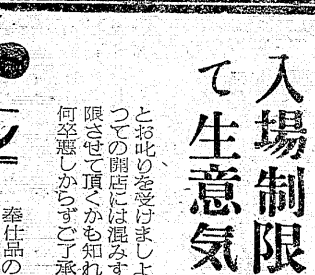 入場制限
て生意気
とお叱りを受けましよ
つての開店には混みす
限させて頂くかも知れ
何卒悪しからずご了承
奉仕品の